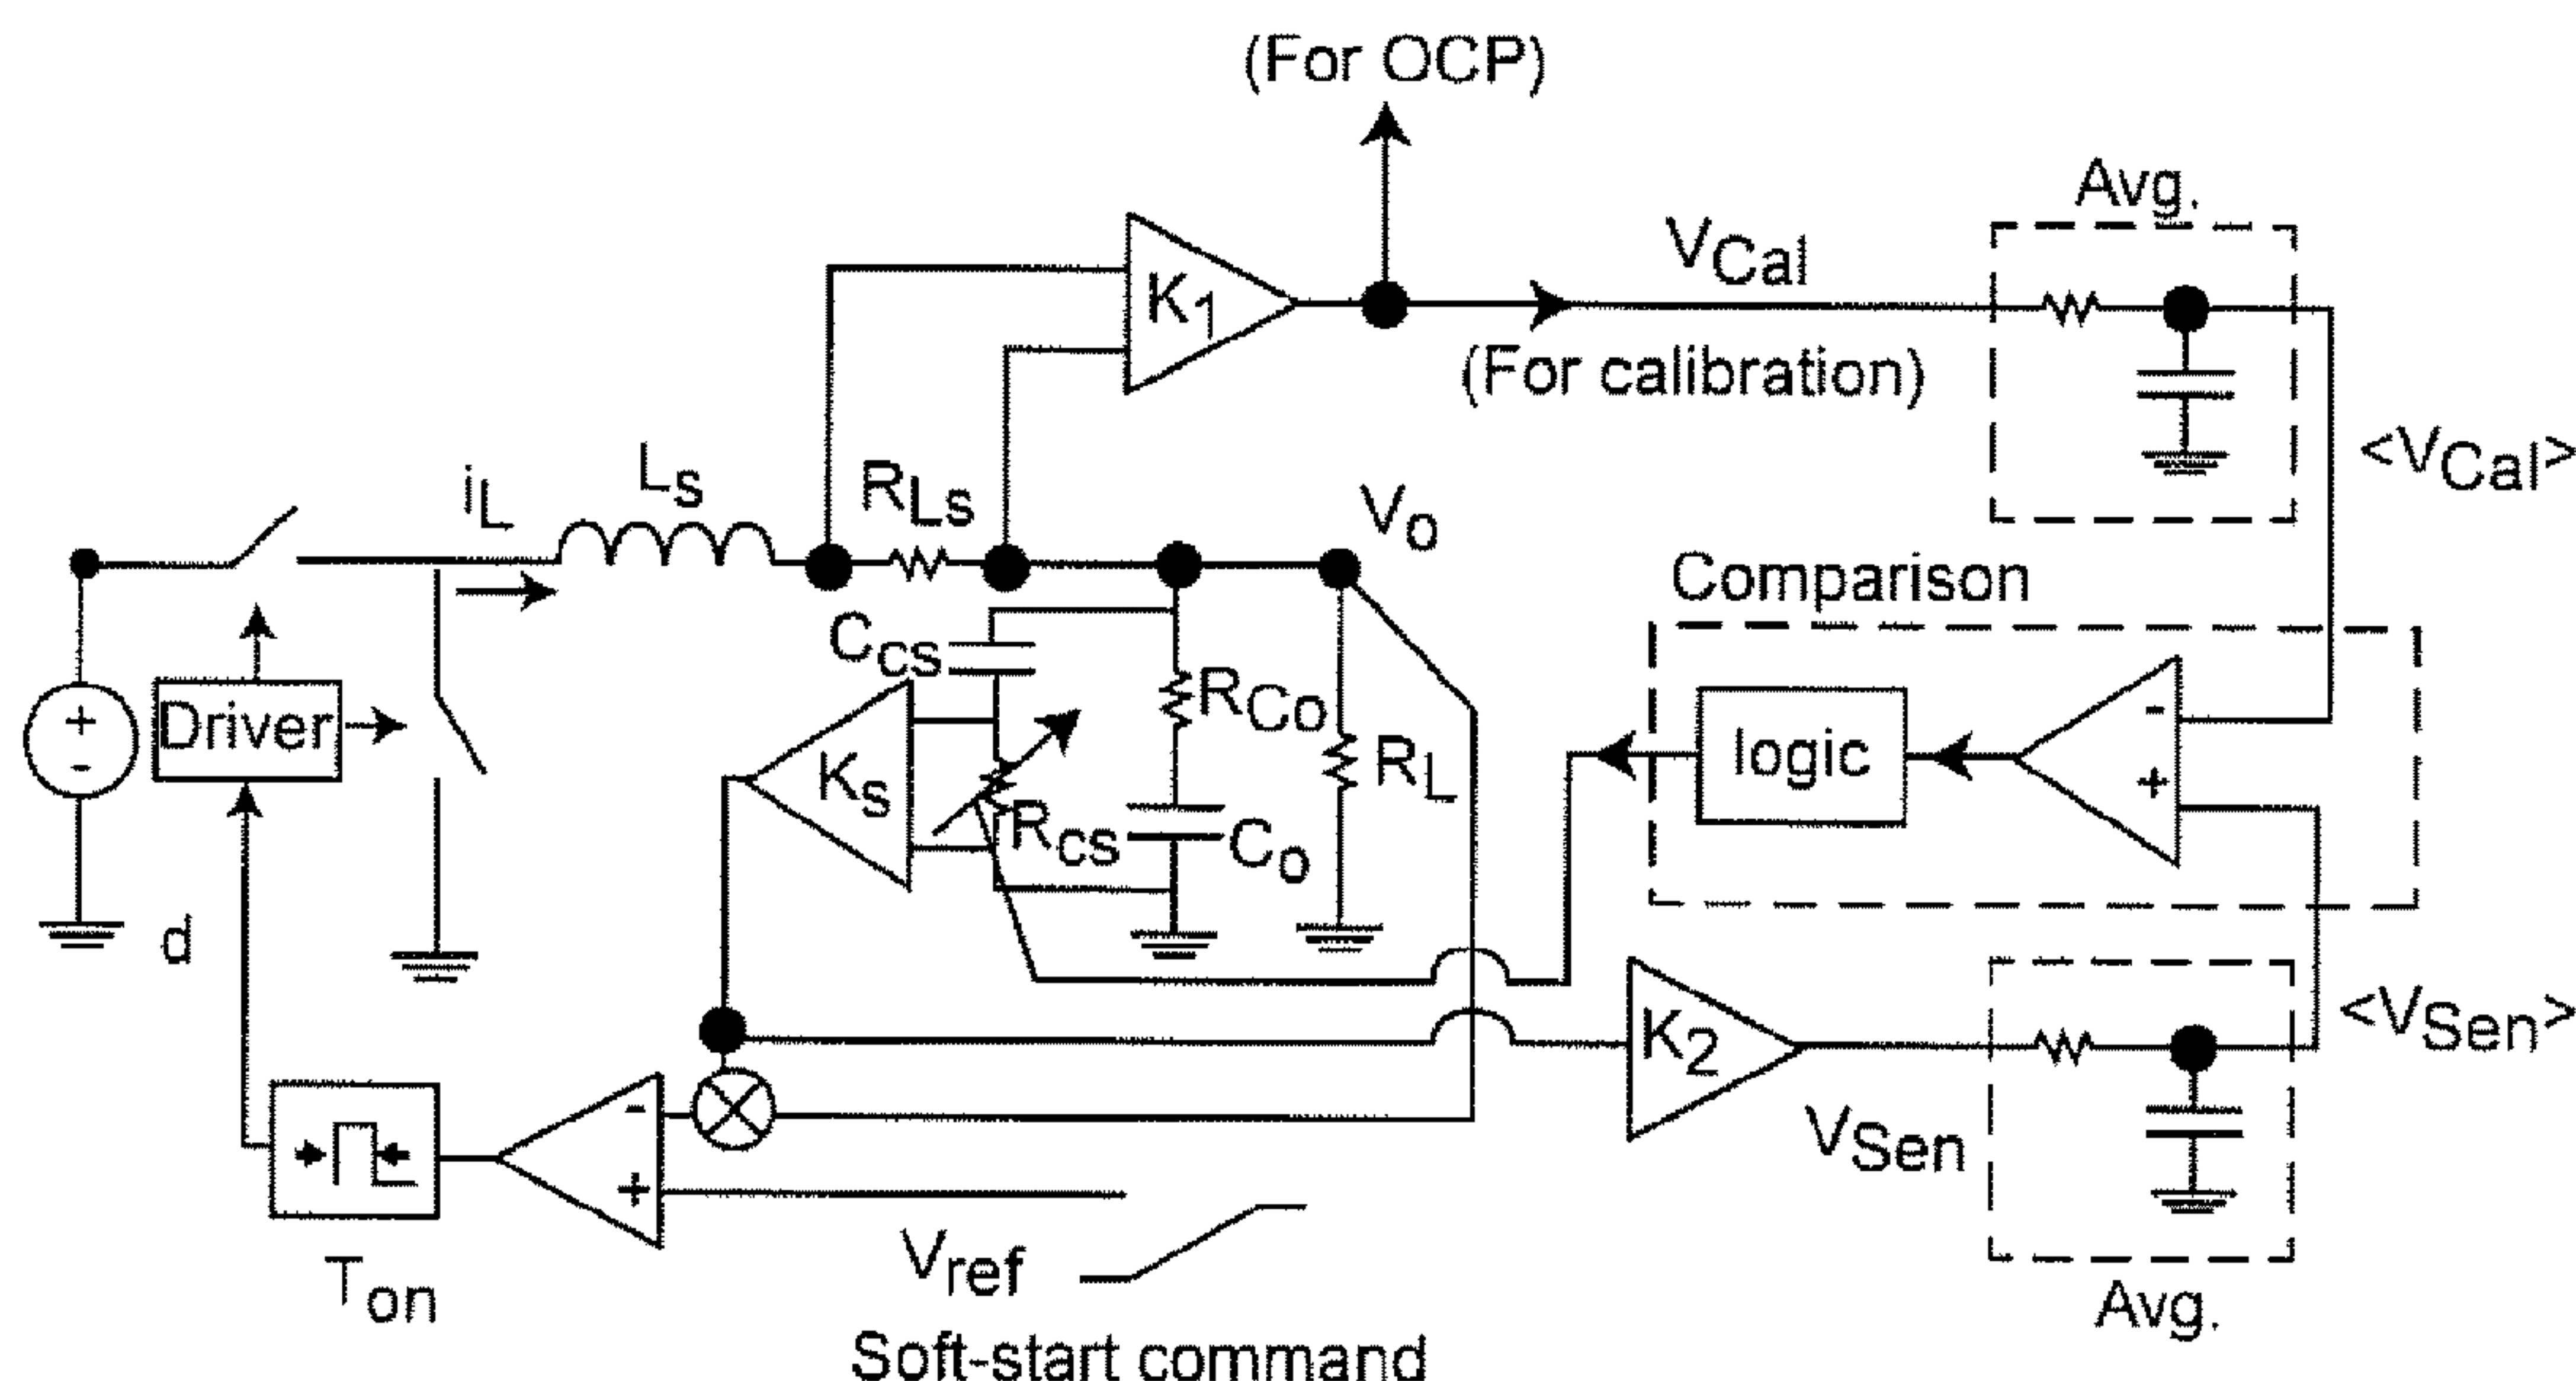 (For OCP)
Avg.
VCal
K1
(For calibration)
<VCal>
iL
Ls
RLs
Vo
Comparison
Ccs
RCo
+
-
Driver
Ks
RL
logic
-
+
Rcs
Co
d
K2
<VSen>
-
+
VSen
Vref
Ton
Avg.
Soft-start command